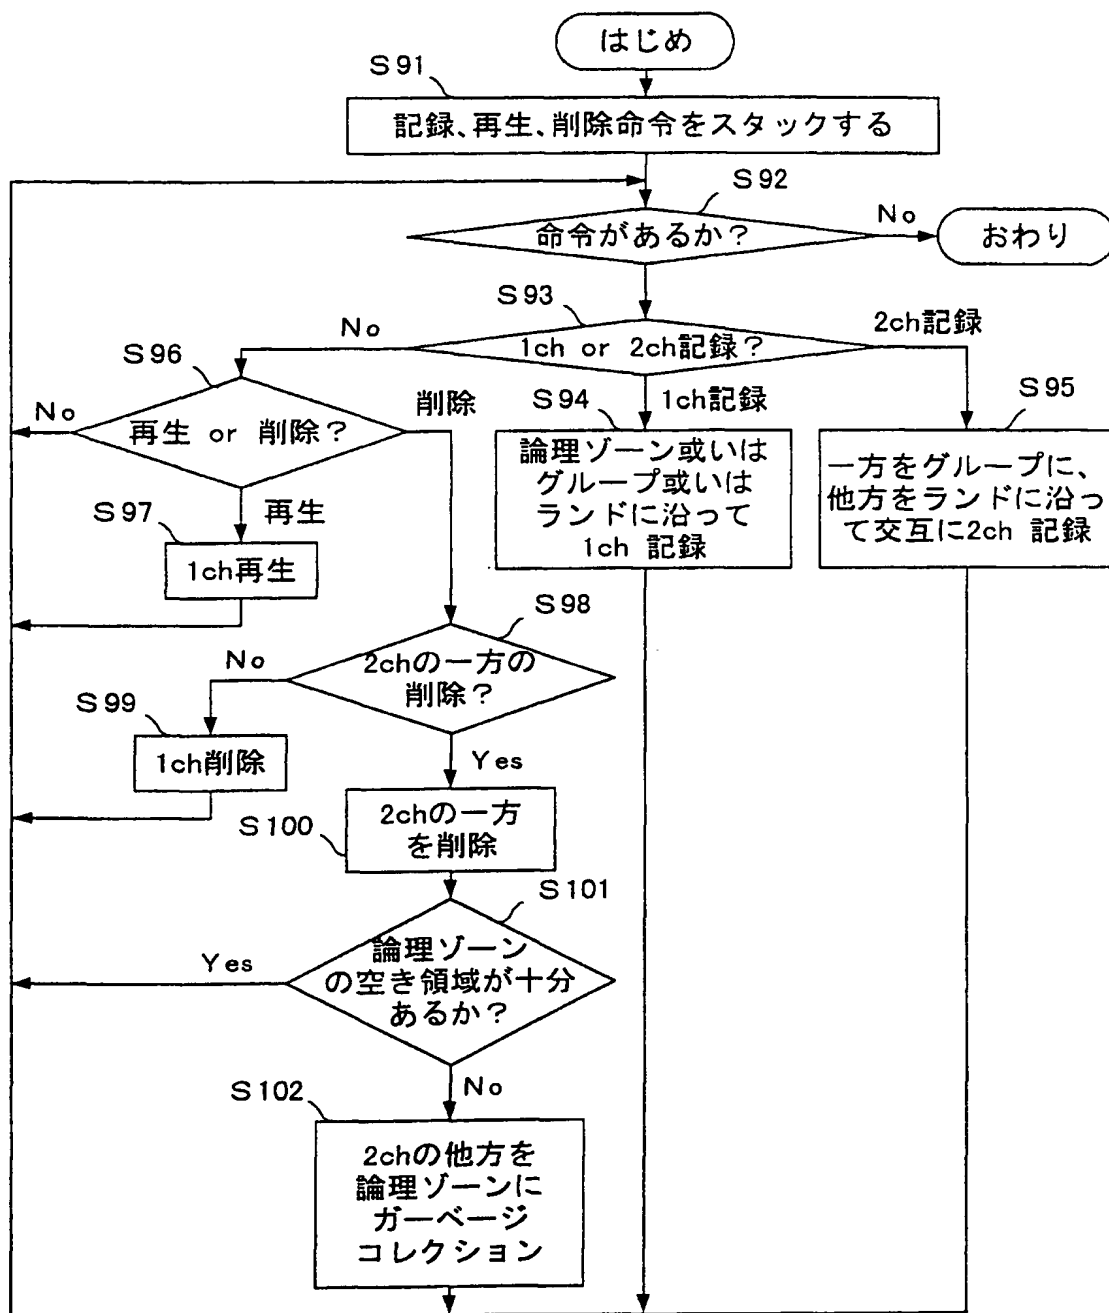 はじめ
S91
記録、再生、削除命令をスタックする
S92
命令があるか？
No
おわり
S93
1ch or 2ch記録？
No
2ch記録
1ch記録
S96
再生 or 削除？
No
削除
再生
S94
論理ゾーン或いは
グループ或いは
ランドに沿って
1ch 記録
S95
一方をグループに、
他方をランドに沿っ
て交互に2ch 記録
S97
1ch再生
S98
2chの一方の
削除？
No
Yes
S99
1ch削除
S100
2chの一方
を削除
S101
論理ゾーン
の空き領域が十分
あるか？
Yes
No
S102
2chの他方を
論理ゾーンに
ガーベージ
コレクション